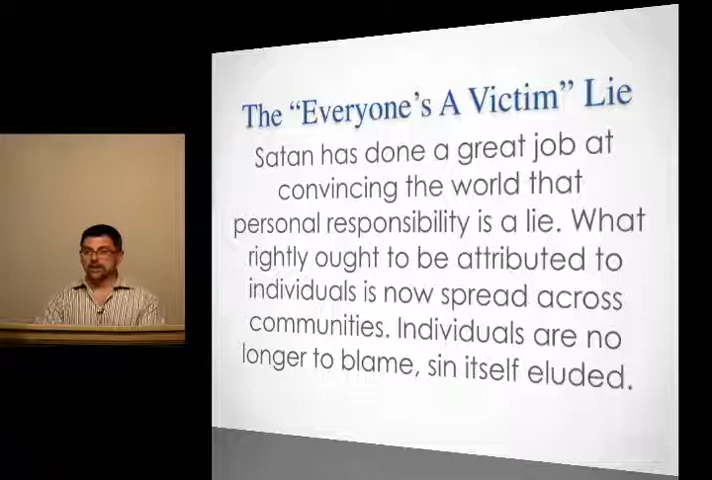 The “Everyone’s A Victim” Lie
Satan has done a great job at
convincing the world that
personal responsibility is a lie. What
rightly ought to be attributed to
individuals is now spread across
communities. Individuals are no
longer to blame, sin itself eluded.